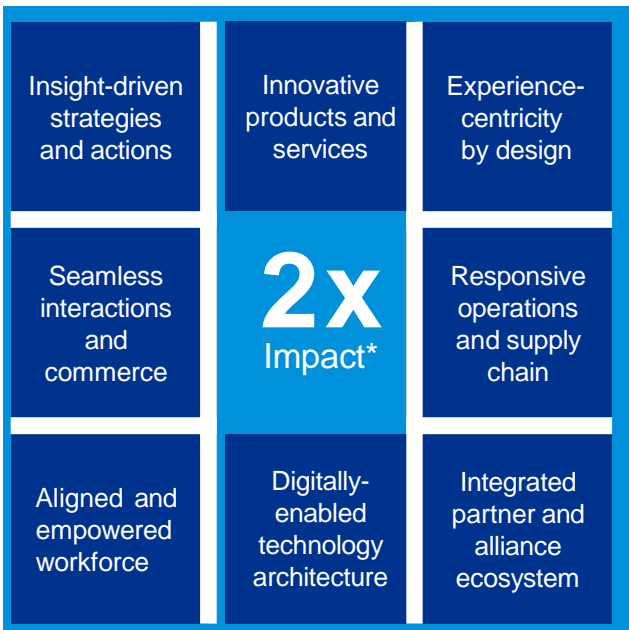 Insight-driven
strategies
and actions
Innovative
products and
services
Experience-
centricity
by design
Seamless
interactions
and
commerce
2x
Impact*
Responsive
operations
and supply
chain
Aligned and
empowered
workforce
Digitally-
enabled
technology
architecture
Integrated
partner and
alliance
ecosystem